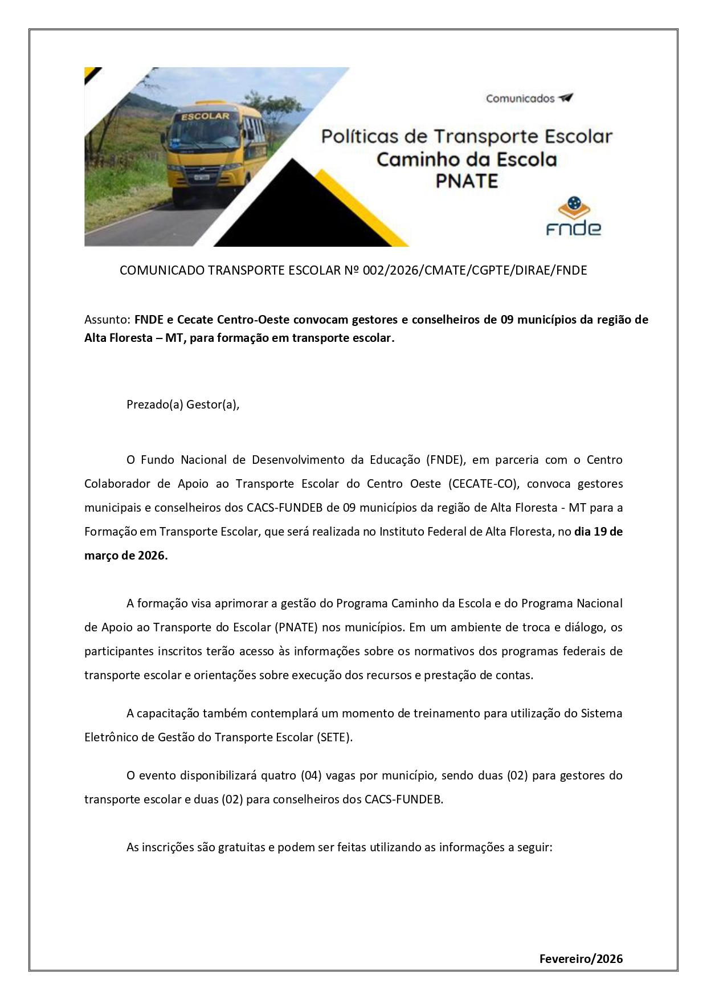 ESCOLAR
Comunicados
Políticas de Transporte Escolar
Caminho da Escola
PNATE
fnde
COMUNICADO TRANSPORTE ESCOLAR Nº 002/2026/CMATE/CGPTE/DIRAE/FNDE
Assunto: FNDE e Cecate Centro-Oeste convocam gestores e conselheiros de 09 municípios da região de
Alta Floresta – MT, para formação em transporte escolar.
Prezado(a) Gestor(a),
O Fundo Nacional de Desenvolvimento da Educação (FNDE), em parceria com o Centro
Colaborador de Apoio ao Transporte Escolar do Centro Oeste (CECATE-CO), convoca gestores
municipais e conselheiros dos CACS-FUNDEB de 09 municípios da região de Alta Floresta - MT para a
Formação em Transporte Escolar, que será realizada no Instituto Federal de Alta Floresta, no dia 19 de
março de 2026.
A formação visa aprimorar a gestão do Programa Caminho da Escola e do Programa Nacional
de Apoio ao Transporte do Escolar (PNATE) nos municípios. Em um ambiente de troca e diálogo, os
participantes inscritos terão acesso às informações sobre os normativos dos programas federais de
transporte escolar e orientações sobre execução dos recursos e prestação de contas.
A capacitação também contemplará um momento de treinamento para utilização do Sistema
Eletrônico de Gestão do Transporte Escolar (SETE).
O evento disponibilizará quatro (04) vagas por município, sendo duas (02) para gestores do
transporte escolar e duas (02) para conselheiros dos CACS-FUNDEB.
As inscrições são gratuitas e podem ser feitas utilizando as informações a seguir:
Fevereiro/2026